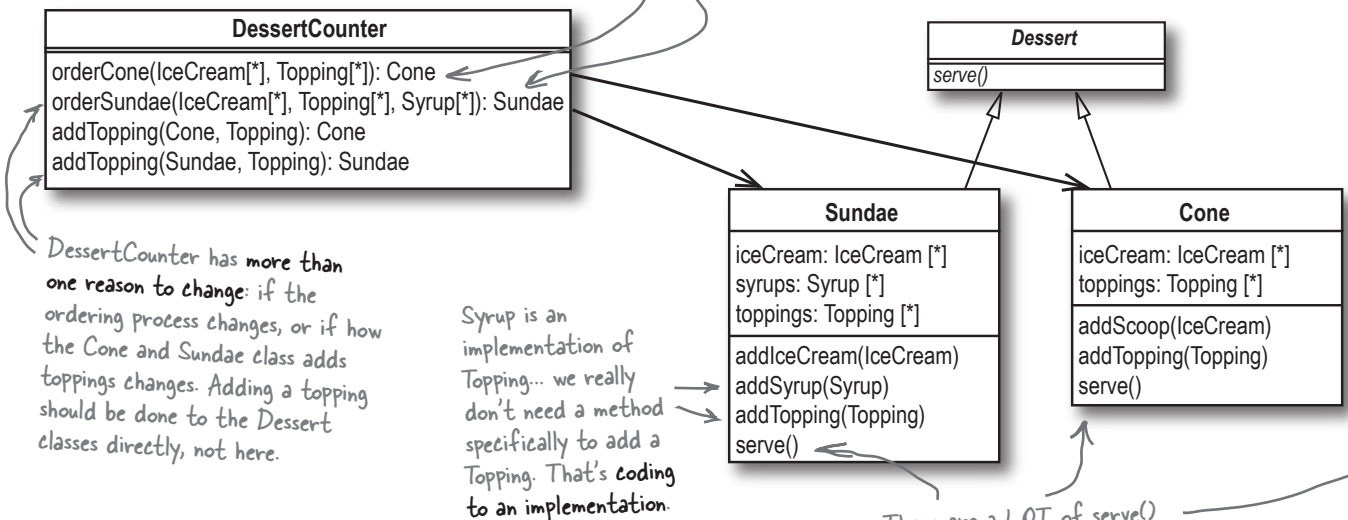 DessertCounter
orderCone(IceCream[*], Topping[*]): Cone
orderSundae(IceCream[*], Topping[*], Syrup[*]): Sundae
addTopping(Cone, Topping): Cone
addTopping(Sundae, Topping): Sundae
Dessert
serve()
DessertCounter has more than
one reason to change: if the
ordering process changes, or if how
the Cone and Sundae class adds
toppings changes. Adding a topping
should be done to the Dessert
classes directly, not here.
Syrup is an
implementation of
Topping... we really
don't need a method
specifically to add a
Topping. That's coding
to an implementation.
Sundae
iceCream: IceCream [*]
syrups: Syrup [*]
toppings: Topping [*]
addIceCream(IceCream)
addSyrup(Syrup)
addTopping(Topping)
serve()
Cone
iceCream: IceCream [*]
toppings: Topping [*]
addScoop(IceCream)
addTopping(Topping)
serve()
There are a LOT of serve()